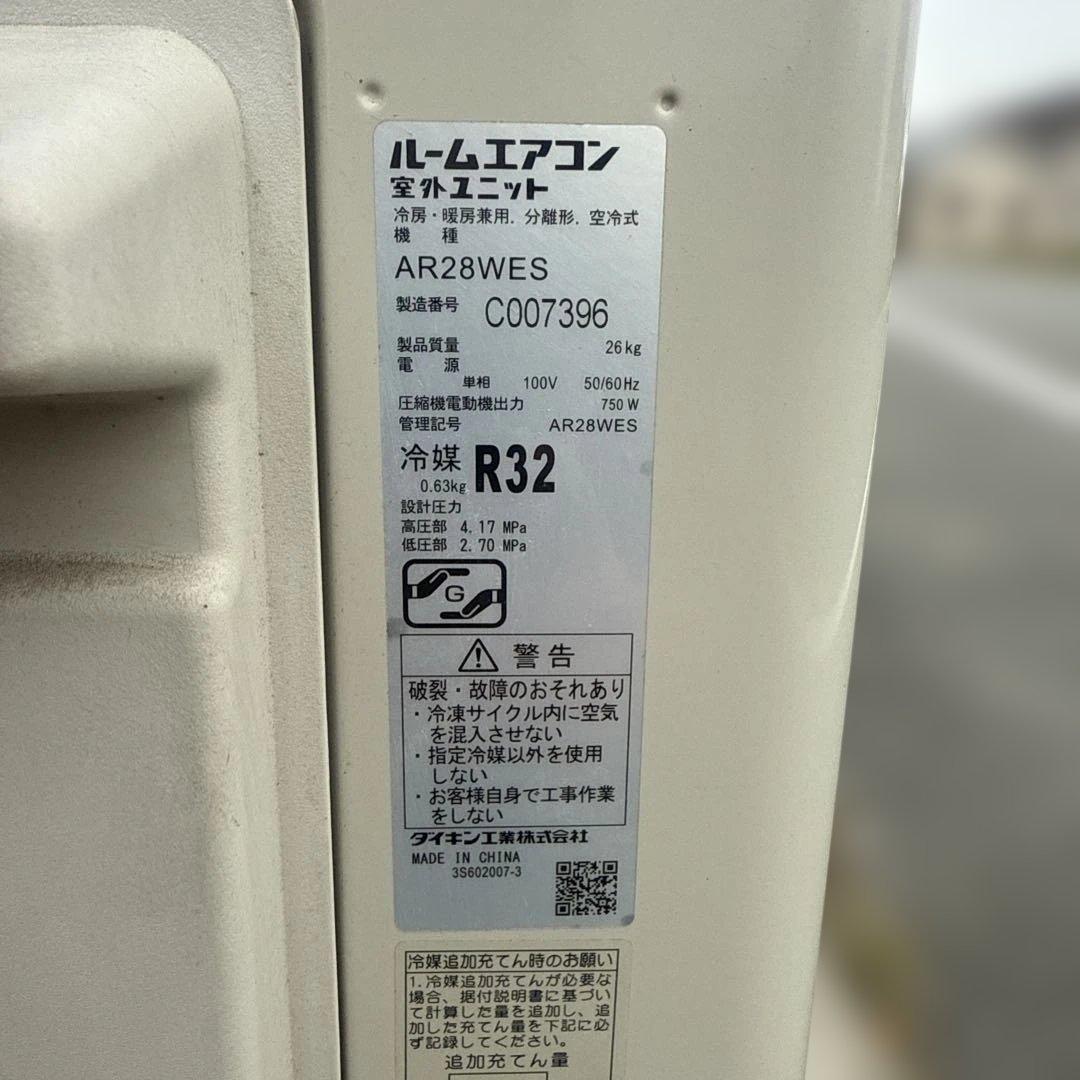 ルームエアコン
室外ユニット
冷房・暖房兼用. 分離形. 空冷式
機 種
AR28WES
製造番号 C007396
製品質量 26kg
電 源
単相 100V 50/60Hz
圧縮機電動機出力 750W
管理記号 AR28WES
冷媒 R32
0.63kg
設計圧力
高圧部 4.17 MPa
低圧部 2.70 MPa
G
警告
破裂・故障のおそれあり
・冷凍サイクル内に空気
を混入させない
・指定冷媒以外を使用
しない
・お客様自身で工事作業
をしない
ダイキン工業株式会社
MADE IN CHINA
3S602007-3
冷媒追加充てん時のお願い
1.冷媒追加充てんが必要な
場合、据付説明書に基づい
て計算した量を追加し、追
加した充てん量を下記に必
ず記録してください。
追加充てん量